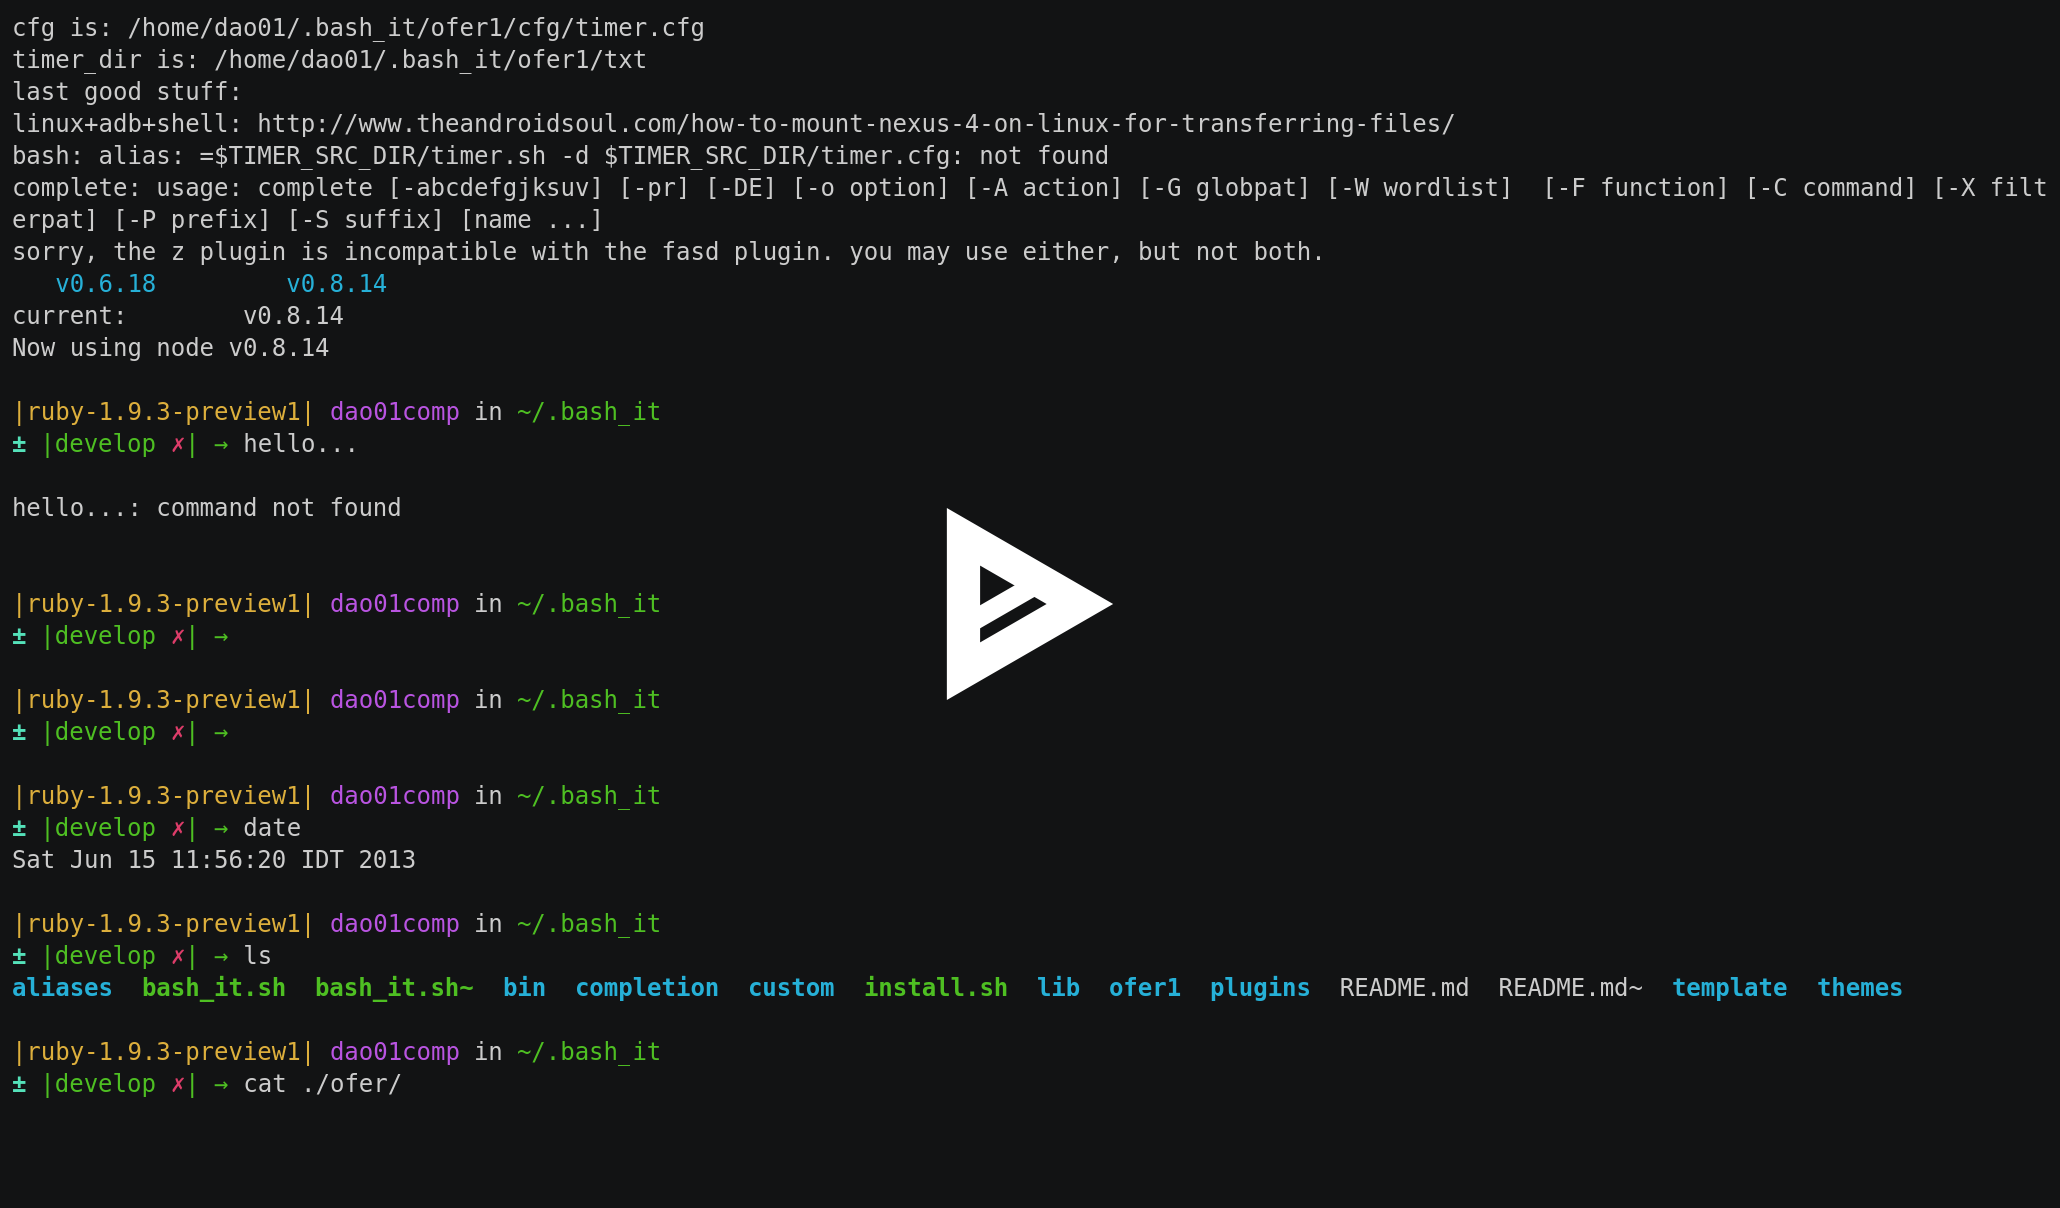 cfg is: /home/dao01/.bash_it/ofer1/cfg/timer.cfg
timer_dir is: /home/dao01/.bash_it/ofer1/txt
last good stuff:
linux+adb+shell: http://www.theandroidsoul.com/how-to-mount-nexus-4-on-linux-for-transferring-files/
bash: alias: =$TIMER_SRC_DIR/timer.sh -d $TIMER_SRC_DIR/timer.cfg: not found
complete: usage: complete [-abcdefgjksuv] [-pr] [-DE] [-o option] [-A action] [-G globpat] [-W wordlist]  [-F function] [-C command] [-X filt
erpat] [-P prefix] [-S suffix] [name ...]
sorry, the z plugin is incompatible with the fasd plugin. you may use either, but not both.
   v0.6.18         v0.8.14
current:        v0.8.14
Now using node v0.8.14
|ruby-1.9.3-preview1| dao01comp in ~/.bash_it
± |develop ✗| → hello...
hello...: command not found
|ruby-1.9.3-preview1| dao01comp in ~/.bash_it
± |develop ✗| →
|ruby-1.9.3-preview1| dao01comp in ~/.bash_it
± |develop ✗| →
|ruby-1.9.3-preview1| dao01comp in ~/.bash_it
± |develop ✗| → date
Sat Jun 15 11:56:20 IDT 2013
|ruby-1.9.3-preview1| dao01comp in ~/.bash_it
± |develop ✗| → ls
aliases  bash_it.sh  bash_it.sh~  bin  completion  custom  install.sh  lib  ofer1  plugins  README.md  README.md~  template  themes
|ruby-1.9.3-preview1| dao01comp in ~/.bash_it
± |develop ✗| → cat ./ofer/